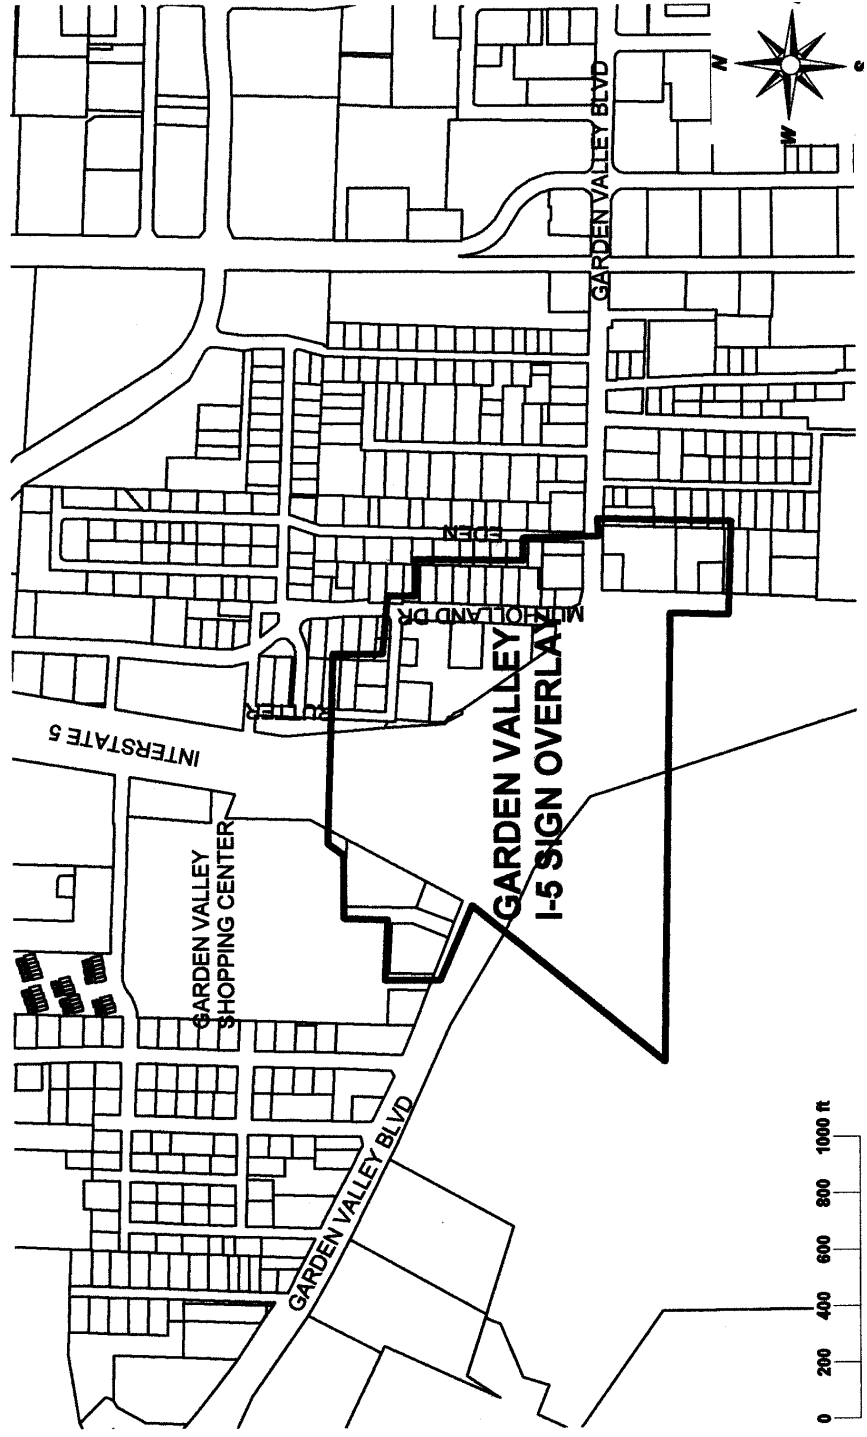 GARDEN VALLEY BLVD
N
S
W
EDEN
MULHOLLAND DR
RUTTER
INTERSTATE 5
GARDEN VALLEY
I-5 SIGN OVERLAY
GARDEN VALLEY
SHOPPING CENTER
GARDEN VALLEY BLVD
0 200 400 600 800 1000 ft